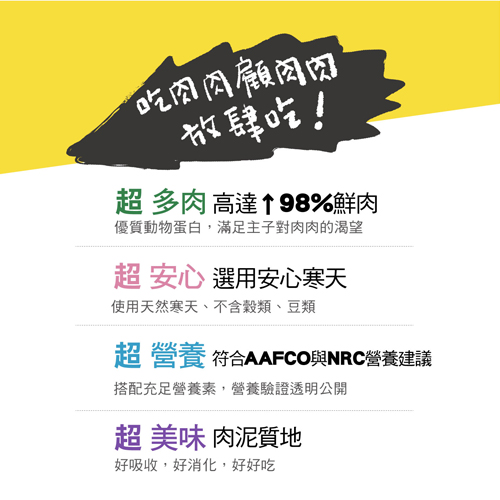 吃肉肉顧肉肉
放肆吃！
超 多肉 高達↑98%鮮肉
優質動物蛋白，滿足主子對肉肉的渴望
超 安心 選用安心寒天
使用天然寒天、不含穀類、豆類
超 營養 符合AAFCO與NRC營養建議
搭配充足營養素，營養驗證透明公開
超 美味 肉泥質地
好吸收，好消化，好好吃